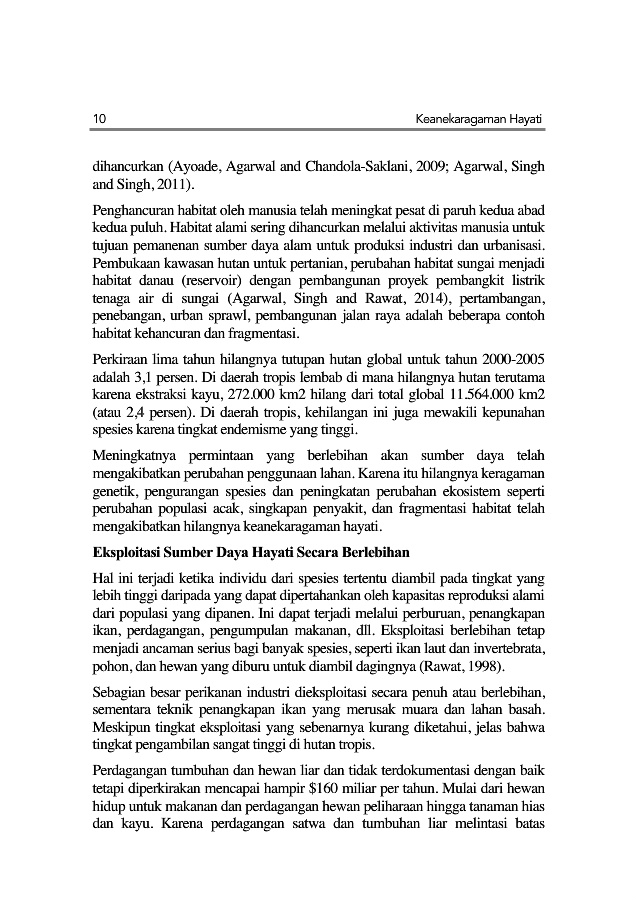 10 Keanekaragaman Hayati
dihancurkan (Ayoade, Agarwal and Chandola-Saklani, 2009; Agarwal, Singh
and Singh, 2011).
Penghancuran habitat oleh manusia telah meningkat pesat di paruh kedua abad
kedua puluh. Habitat alami sering dihancurkan melalui aktivitas manusia untuk
tujuan pemanenan sumber daya alam untuk produksi industri dan urbanisasi.
Pembukaan kawasan hutan untuk pertanian, perubahan habitat sungai menjadi
habitat danau (reservoir) dengan pembangunan proyek pembangkit listrik
tenaga air di sungai (Agarwal, Singh and Rawat, 2014), pertambangan,
penebangan, urban sprawl, pembangunan jalan raya adalah beberapa contoh
habitat kehancuran dan fragmentasi.
Perkiraan lima tahun hilangnya tutupan hutan global untuk tahun 2000-2005
adalah 3,1 persen. Di daerah tropis lembab di mana hilangnya hutan terutama
karena ekstraksi kayu, 272.000 km2 hilang dari total global 11.564.000 km2
(atau 2,4 persen). Di daerah tropis, kehilangan ini juga mewakili kepunahan
spesies karena tingkat endemisme yang tinggi.
Meningkatnya permintaan yang berlebihan akan sumber daya telah
mengakibatkan perubahan penggunaan lahan. Karena itu hilangnya keragaman
genetik, pengurangan spesies dan peningkatan perubahan ekosistem seperti
perubahan populasi acak, singkapan penyakit, dan fragmentasi habitat telah
mengakibatkan hilangnya keanekaragaman hayati.
Eksploitasi Sumber Daya Hayati Secara Berlebihan
Hal ini terjadi ketika individu dari spesies tertentu diambil pada tingkat yang
lebih tinggi daripada yang dapat dipertahankan oleh kapasitas reproduksi alami
dari populasi yang dipanen. Ini dapat terjadi melalui perburuan, penangkapan
ikan, perdagangan, pengumpulan makanan, dll. Eksploitasi berlebihan tetap
menjadi ancaman serius bagi banyak spesies, seperti ikan laut dan invertebrata,
pohon, dan hewan yang diburu untuk diambil dagingnya (Rawat, 1998).
Sebagian besar perikanan industri dieksploitasi secara penuh atau berlebihan,
sementara teknik penangkapan ikan yang merusak muara dan lahan basah.
Meskipun tingkat eksploitasi yang sebenarnya kurang diketahui, jelas bahwa
tingkat pengambilan sangat tinggi di hutan tropis.
Perdagangan tumbuhan dan hewan liar dan tidak terdokumentasi dengan baik
tetapi diperkirakan mencapai hampir $160 miliar per tahun. Mulai dari hewan
hidup untuk makanan dan perdagangan hewan peliharaan hingga tanaman hias
dan kayu. Karena perdagangan satwa dan tumbuhan liar melintasi batas